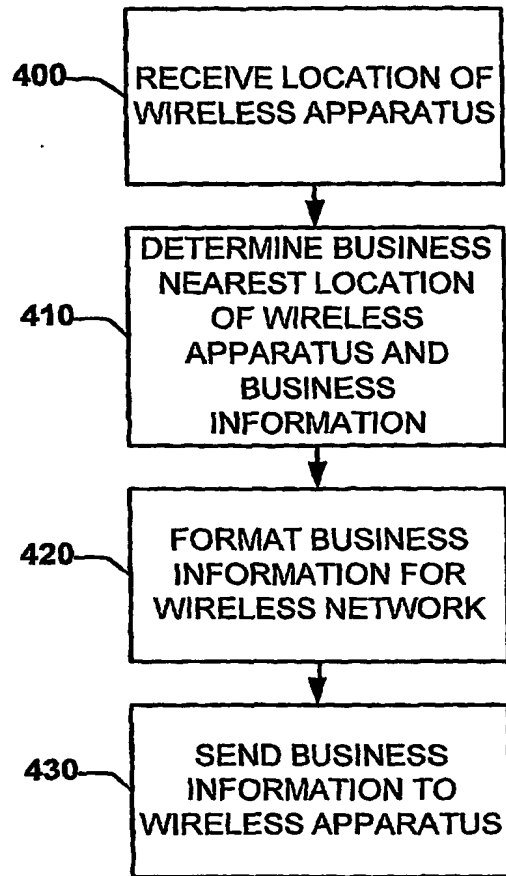 400
RECEIVE LOCATION OF
WIRELESS APPARATUS
410
DETERMINE BUSINESS
NEAREST LOCATION
OF WIRELESS
APPARATUS AND
BUSINESS
INFORMATION
420
FORMAT BUSINESS
INFORMATION FOR
WIRELESS NETWORK
430
SEND BUSINESS
INFORMATION TO
WIRELESS APPARATUS